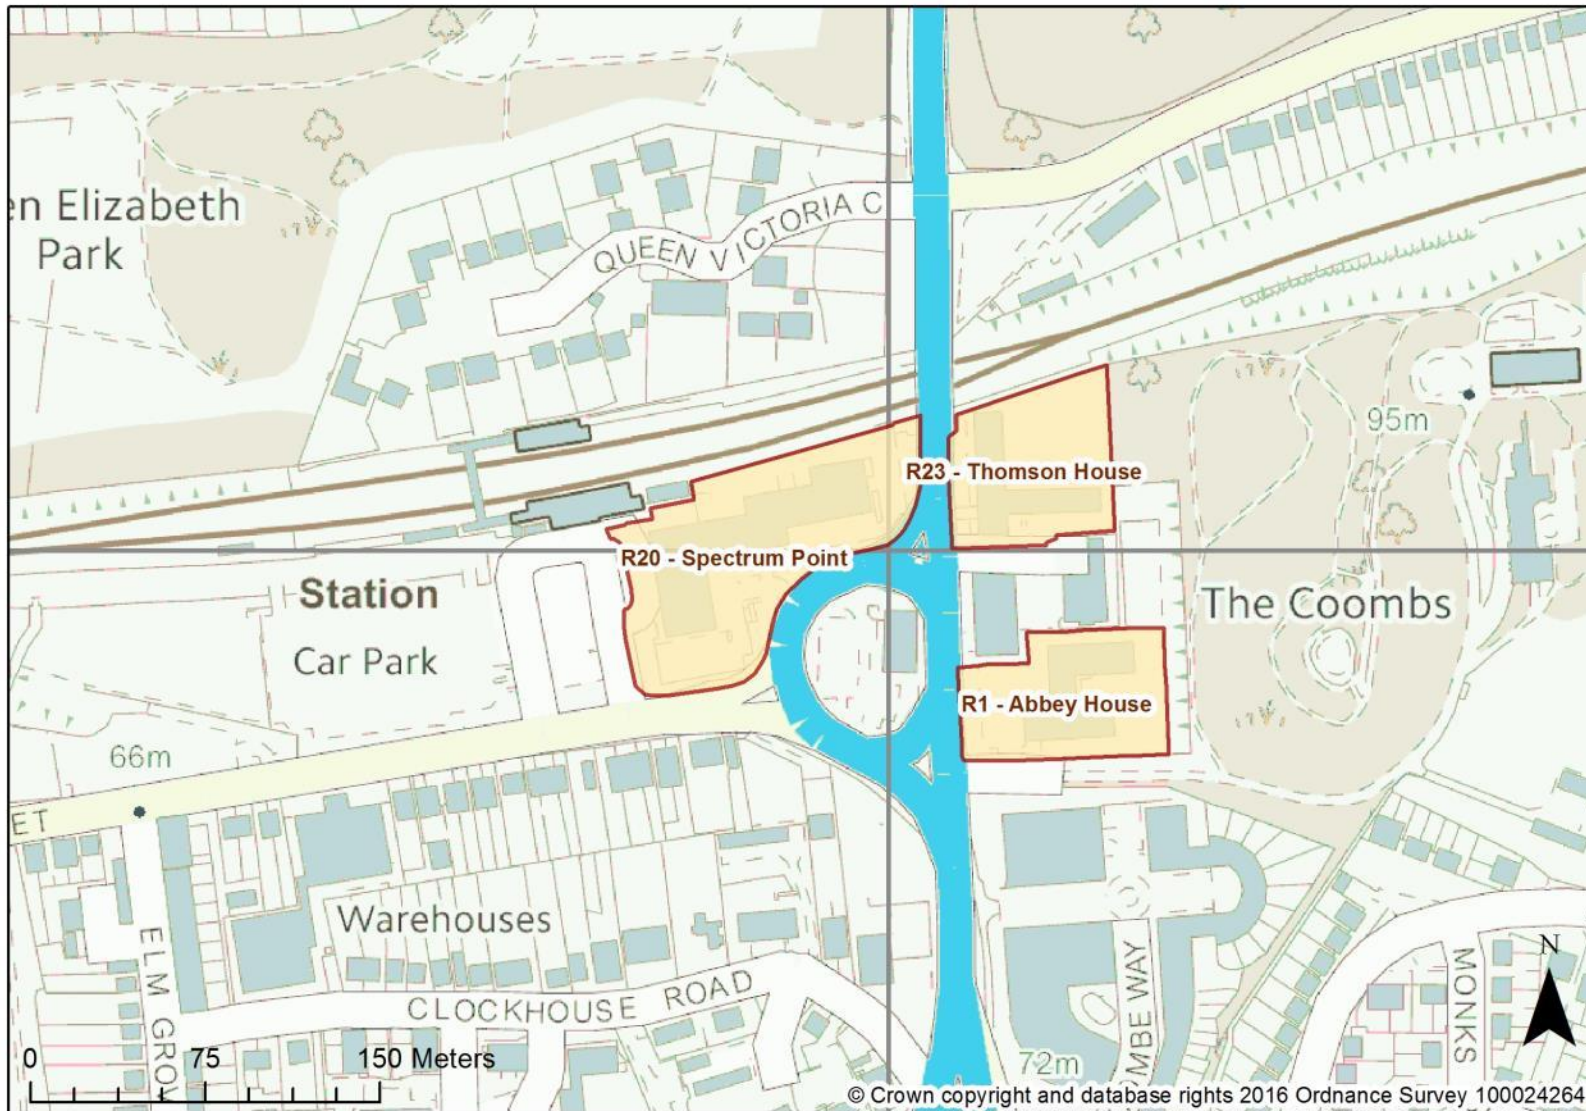 en Elizabeth
Park
QUEEN VICTORIA C
95m
R23 - Thomson House
R20 - Spectrum Point
Station
Car Park
The Coombs
R1 - Abbey House
66m
ET
Warehouses
ELM GROV
CLOCKHOUSE ROAD
MBE WAY
MONKS
N
0 75 150 Meters
72m
© Crown copyright and database rights 2016 Ordnance Survey 100024264